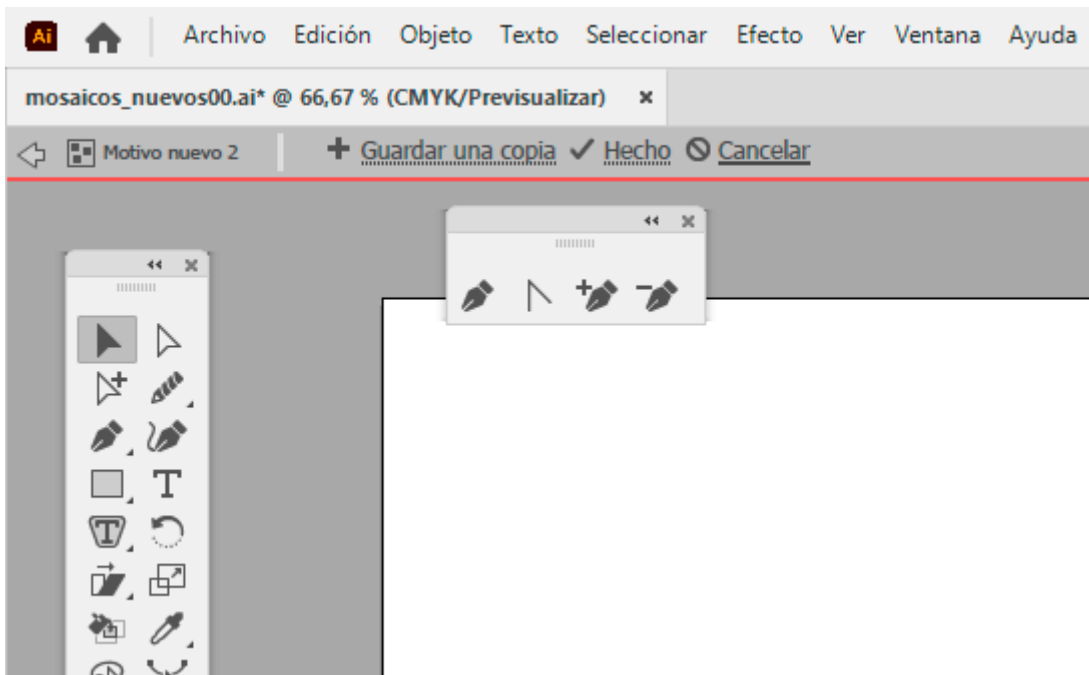 Ai Archivo Edición Objeto Texto Seleccionar Efecto Ver Ventana Ayuda
mosaicos_nuevos00.ai* @ 66,67 % (CMYK/Previsualizar) ×
Motivo nuevo 2 + Guardar una copia Hecho Cancelar